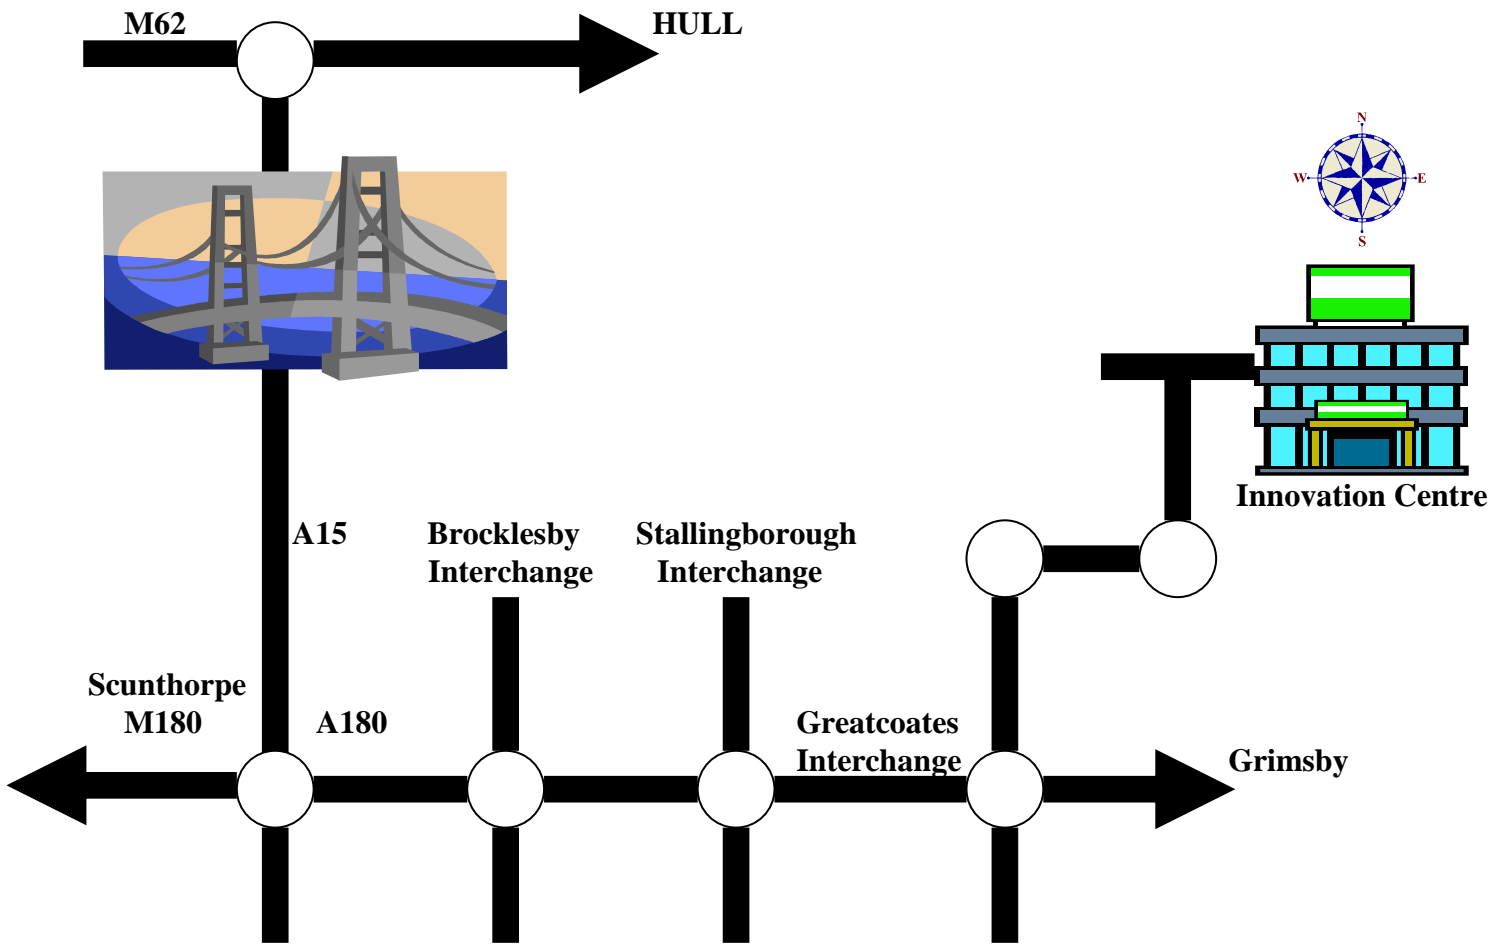 M62
HULL
N
W
E
S
Innovation Centre
A15
Brocklesby
Interchange
Stallingborough
Interchange
Scunthorpe
M180
A180
Greatcoates
Interchange
Grimsby